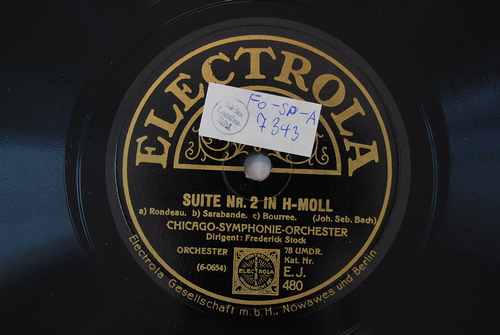 ELECTROLA
FO-SP-A
7343
SUITE NR. 2 IN H-MOLL
a) Rondeau. b) Sarabande. c) Bourree. (Joh. Seb. Bach)
CHICAGO-SYMPHONIE-ORCHESTER
Dirigent: Frederick Stock
ORCHESTER
(6-0654)
ELECTROLA
78 UMDR.
Kat. Nr.
E.J.
480
Electrola Gesellschaft m. b. H., Nowawes und Berlin